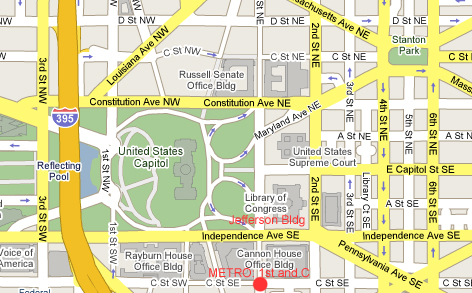 D St NW
D St NE
Massachusetts Ave NE
2nd St NE
Stanton
Park
Louisiana Ave NW
C St NW
C St NE
C St NE
3rd St NW
Russell Senate
Office Bldg
Mass
Constitution Ave NW
Constitution Ave NE
395
Maryland Ave NE
3rd St NE
4th St NE
5th St NE
6th St NE
A St NE
A St NE
United States
Capitol
United States
Supreme Court
Reflecting
Pool
1st St NW
E Capitol St SE
Library of
Congress
Jefferson Bldg
2nd St SE
Library Ct SE
A St SE
5th St SE
6th St SE
3rd St SW
Independence Ave SE
Independence Ave SE
Voice of
America
Rayburn House
Office Bldg
1st St SW
Cannon House
Office Bldg
Pennsylvania Ave SE
METRO: 1st and C
Federal
C St SE
C St SE